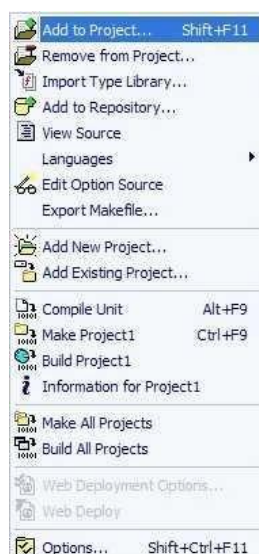 Add to Project... Shift+F11
Remove from Project...
Import Type Library...
Add to Repository...
View Source
Languages
Edit Option Source
Export Makefile...
Add New Project...
Add Existing Project...
Compile Unit Alt+F9
Make Project1 Ctrl+F9
Build Project1
Information for Project1
Make All Projects
Build All Projects
Web Deployment Options...
Web Deploy
Options... Shift+Ctrl+F11